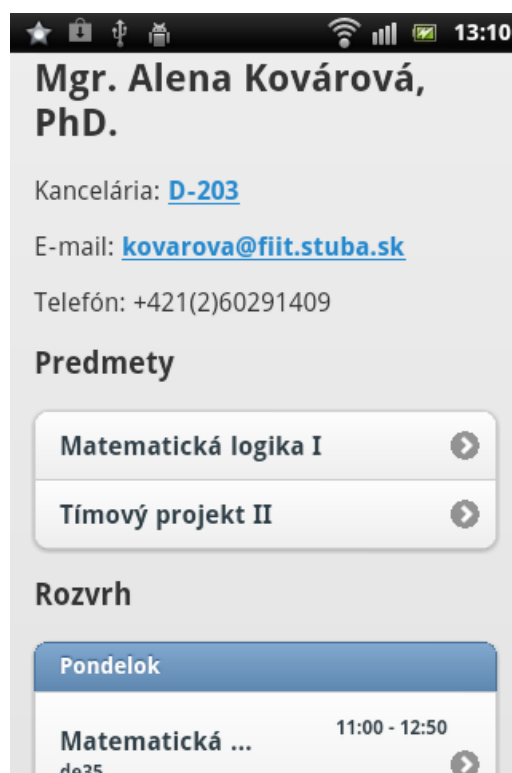 13:10
Mgr. Alena Kovárová,
PhD.
Kancelária: D-203
E-mail: kovarova@fiit.stuba.sk
Telefón: +421(2)60291409
Predmety
Matematická logika I
Tímový projekt II
Rozvrh
Pondelok
Matematická ... 11:00 - 12:50
de35